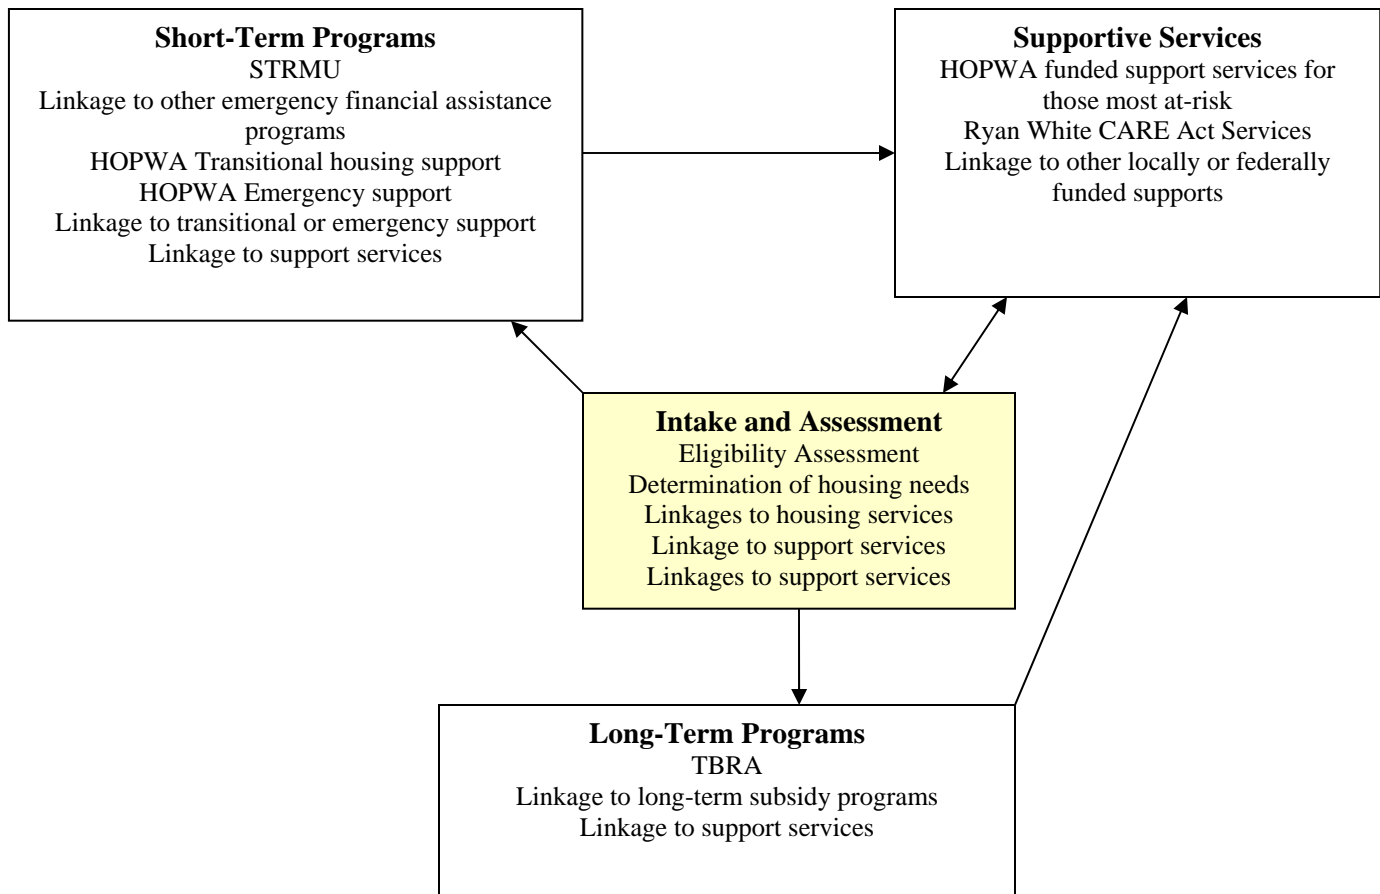 Short-Term Programs
STRMU
Linkage to other emergency financial assistance
programs
HOPWA Transitional housing support
HOPWA Emergency support
Linkage to transitional or emergency support
Linkage to support services
Supportive Services
HOPWA funded support services for
those most at-risk
Ryan White CARE Act Services
Linkage to other locally or federally
funded supports
Intake and Assessment
Eligibility Assessment
Determination of housing needs
Linkages to housing services
Linkage to support services
Linkages to support services
Long-Term Programs
TBRA
Linkage to long-term subsidy programs
Linkage to support services